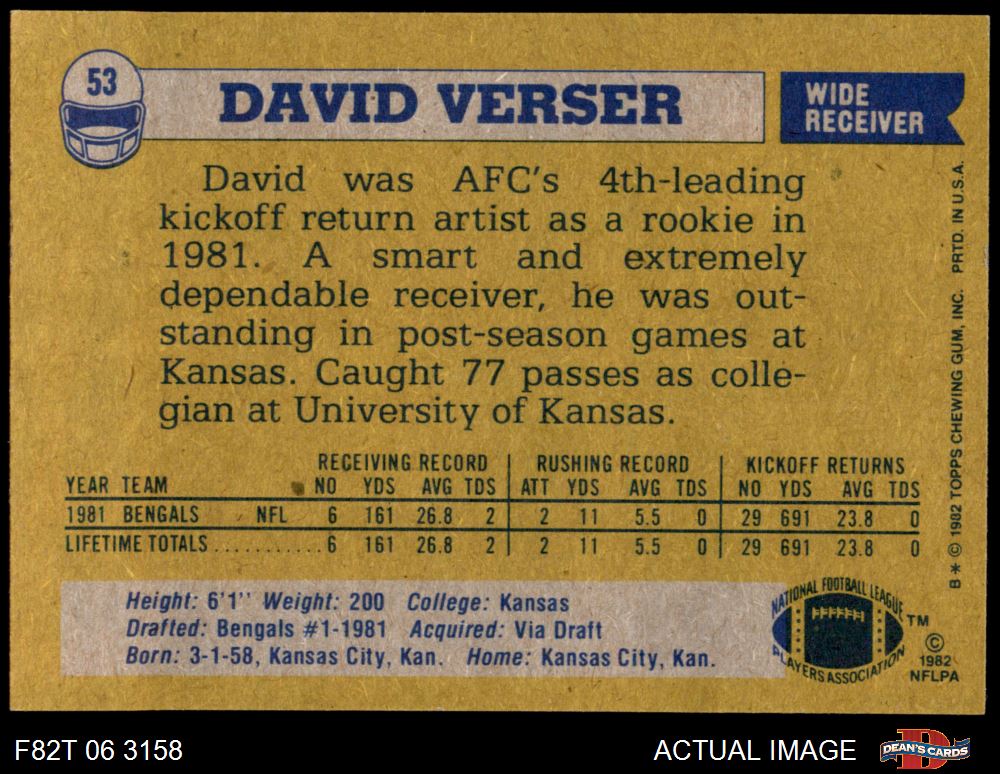 53
DAVID VERSER
WIDE
RECEIVER
David was AFC's 4th-leading
kickoff return artist as a rookie in
1981. A smart and extremely
dependable receiver, he was out-
standing in post-season games at
Kansas. Caught 77 passes as colle-
gian at University of Kansas.
B* © 1982 TOPPS CHEWING GUM, INC. PRTD. IN U.S.A.
RECEIVING RECORD RUSHING RECORD KICKOFF RETURNS
YEAR TEAM NO YDS AVG TDS ATT YDS AVG TDS NO YDS AVG TDS
1981 BENGALS NFL 6 161 26.8 2 2 11 5.5 0 29 691 23.8 0
LIFETIME TOTALS...........6 161 26.8 2 2 11 5.5 0 29 691 23.8 0
Height: 6'1" Weight: 200 College: Kansas
Drafted: Bengals #1-1981 Acquired: Via Draft
Born: 3-1-58, Kansas City, Kan. Home: Kansas City, Kan.
NATIONAL FOOTBALL LEAGUE
PLAYERS ASSOCIATION
TM
©
1982
NFLPA
F82T 06 3158
ACTUAL IMAGE
DEAN'S CARDS